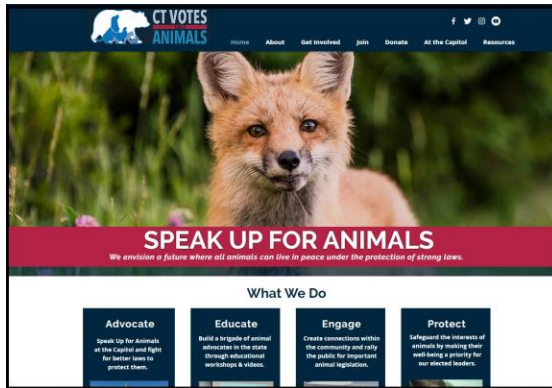 CT VOTES
FOR
ANIMALS
Home About Get Involved Join Donate At the Capitol Resources
SPEAK UP FOR ANIMALS
We envision a future where all animals can live in peace under the protection of strong laws.
What We Do
Advocate
Speak Up for Animals
at the Capitol and fight
for better laws to
protect them.
Educate
Build a brigade of animal
advocates in the state
through educational
workshops & videos.
Engage
Create connections within
the community and rally
the public for important
animal legislation.
Protect
Safeguard the interests of
animals by making their
well-being a priority for
our elected leaders.